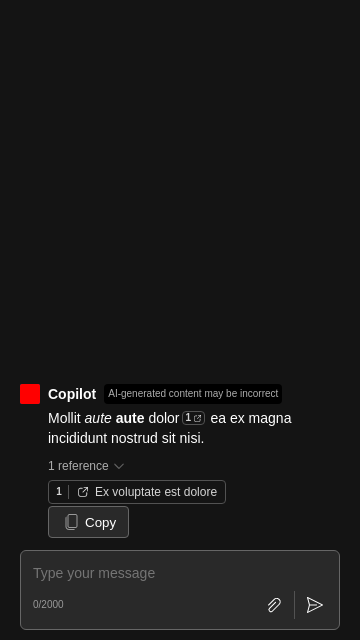 Copilot AI-generated content may be incorrect
Mollit aute aute dolor 1 ea ex magna
incididunt nostrud sit nisi.
1 reference
1 Ex voluptate est dolore
Copy
Type your message
0/2000